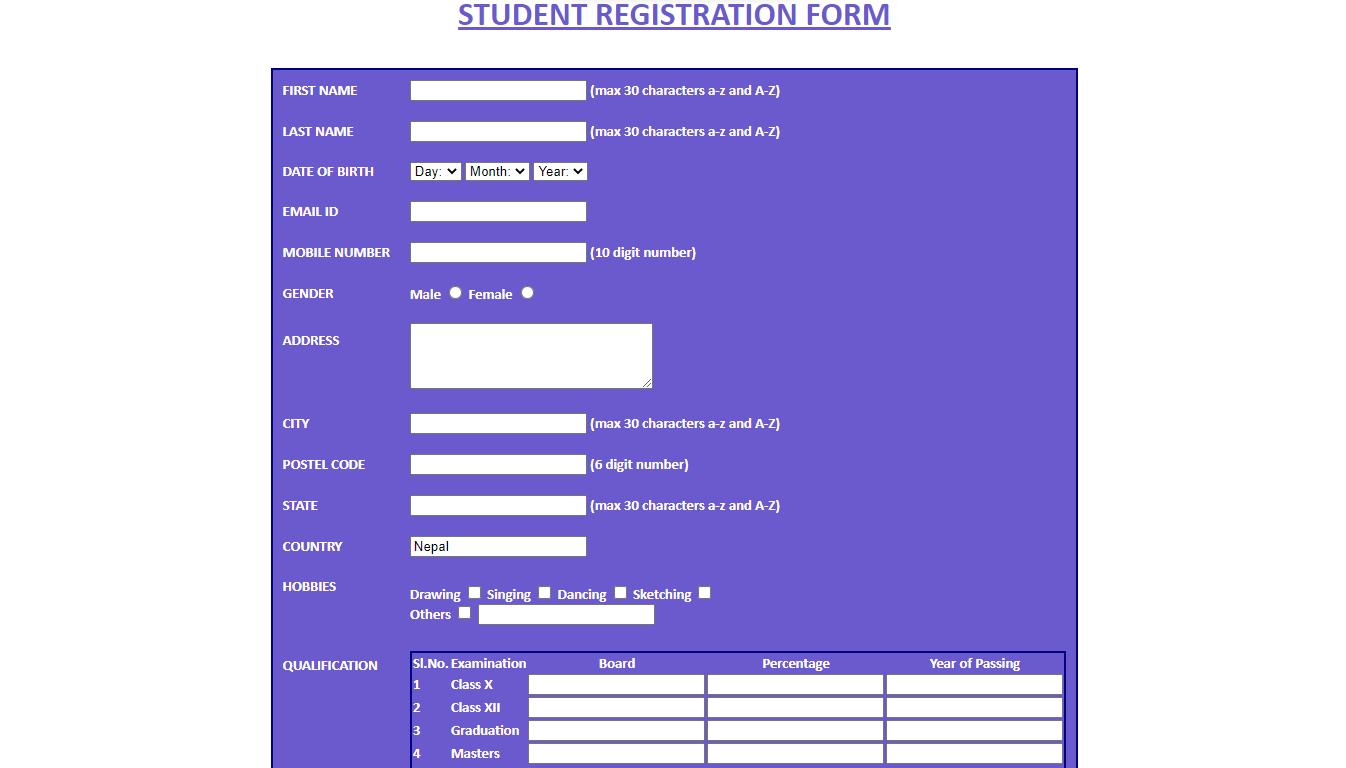 STUDENT REGISTRATION FORM
FIRST NAME (max 30 characters a-z and A-Z)
LAST NAME (max 30 characters a-z and A-Z)
DATE OF BIRTH Day: Month: Year:
EMAIL ID
MOBILE NUMBER (10 digit number)
GENDER Male Female
ADDRESS
CITY (max 30 characters a-z and A-Z)
POSTEL CODE (6 digit number)
STATE (max 30 characters a-z and A-Z)
COUNTRY Nepal
HOBBIES Drawing Singing Dancing Sketching
Others
QUALIFICATION Sl.No. Examination Board Percentage Year of Passing
1 Class X
2 Class XII
3 Graduation
4 Masters